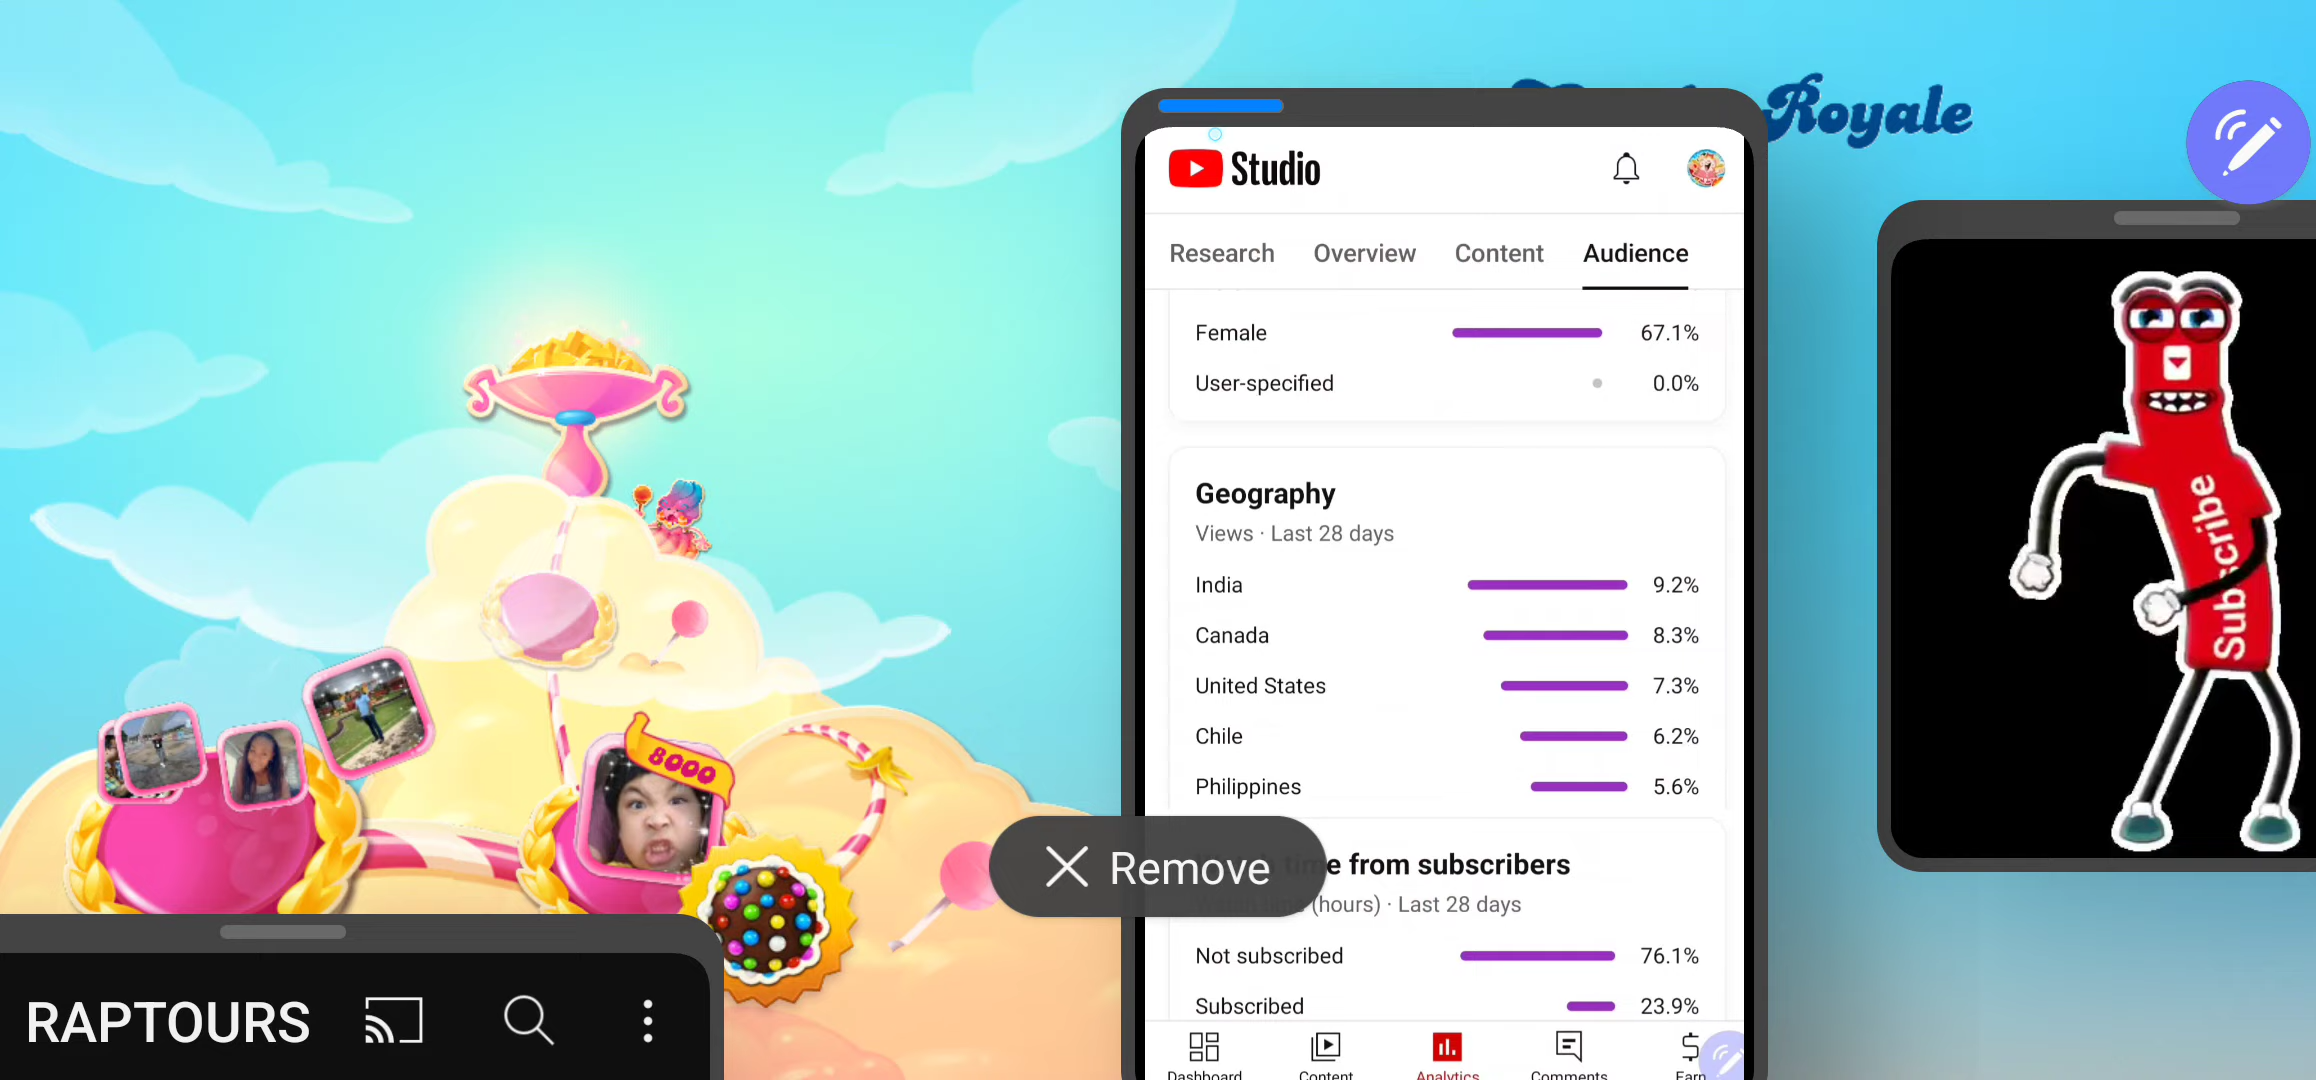 Royale
Studio
Research Overview Content Audience
Female 67.1%
User-specified 0.0%
Geography
Views · Last 28 days
India 9.2%
Canada 8.3%
United States 7.3%
Chile 6.2%
Philippines 5.6%
Subscribe
8000
Remove
time from subscribers
(hours) · Last 28 days
Not subscribed 76.1%
Subscribed 23.9%
RAPTOURS
Dashboard Content Analytics Comments Earn